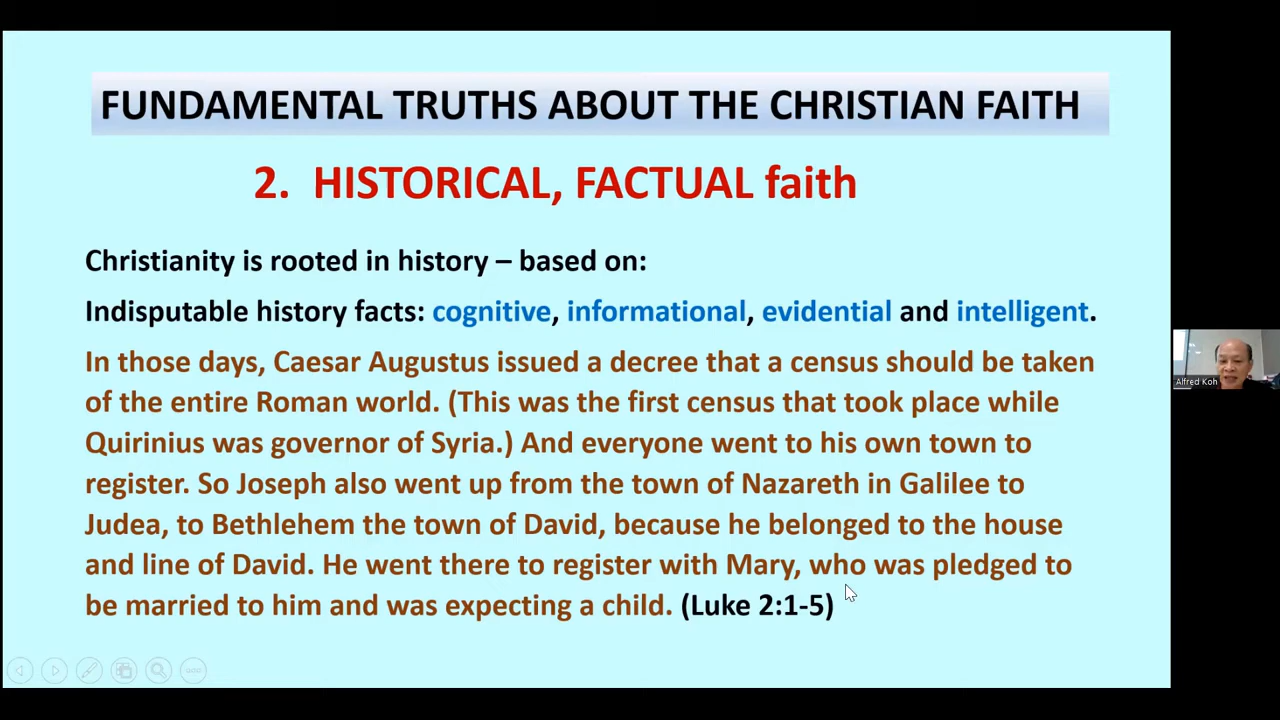 FUNDAMENTAL TRUTHS ABOUT THE CHRISTIAN FAITH
2. HISTORICAL, FACTUAL faith
Christianity is rooted in history – based on:
Indisputable history facts: cognitive, informational, evidential and intelligent.
In those days, Caesar Augustus issued a decree that a census should be taken
of the entire Roman world. (This was the first census that took place while
Quirinius was governor of Syria.) And everyone went to his own town to
register. So Joseph also went up from the town of Nazareth in Galilee to
Judea, to Bethlehem the town of David, because he belonged to the house
and line of David. He went there to register with Mary, who was pledged to
be married to him and was expecting a child. (Luke 2:1-5)
Alfred Koh